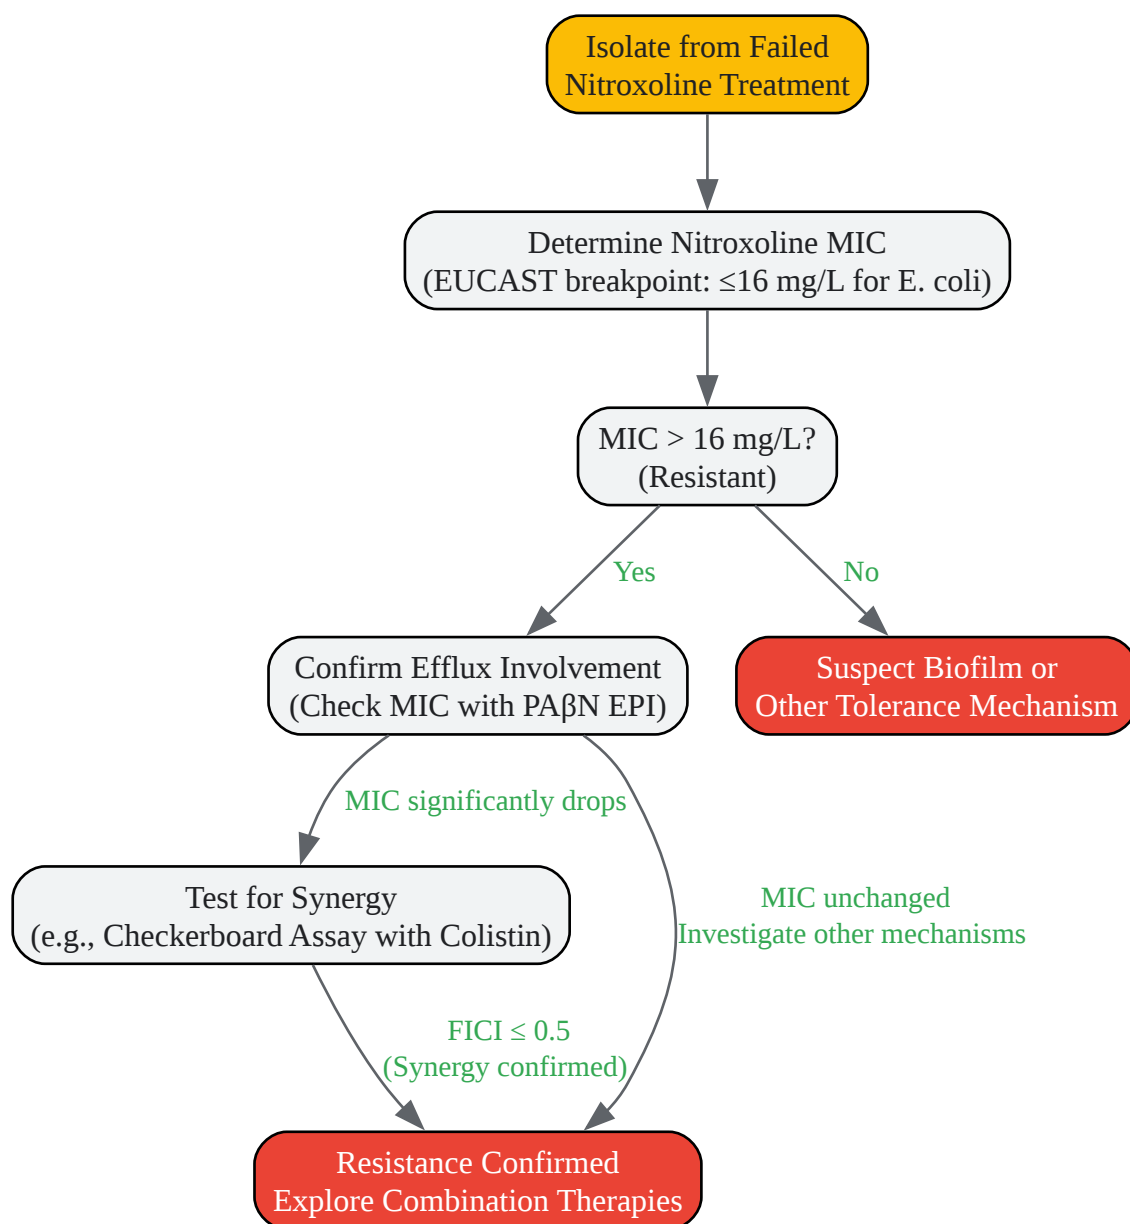 Isolate from Failed
Nitroxoline Treatment
Determine Nitroxoline MIC
(EUCAST breakpoint: ≤16 mg/L for E. coli)
MIC > 16 mg/L?
(Resistant)
Yes
No
Confirm Efflux Involvement
(Check MIC with PAβN EPI)
Suspect Biofilm or
Other Tolerance Mechanism
MIC significantly drops
Test for Synergy
(e.g., Checkerboard Assay with Colistin)
MIC unchanged
Investigate other mechanisms
FICI ≤ 0.5
(Synergy confirmed)
Resistance Confirmed
Explore Combination Therapies